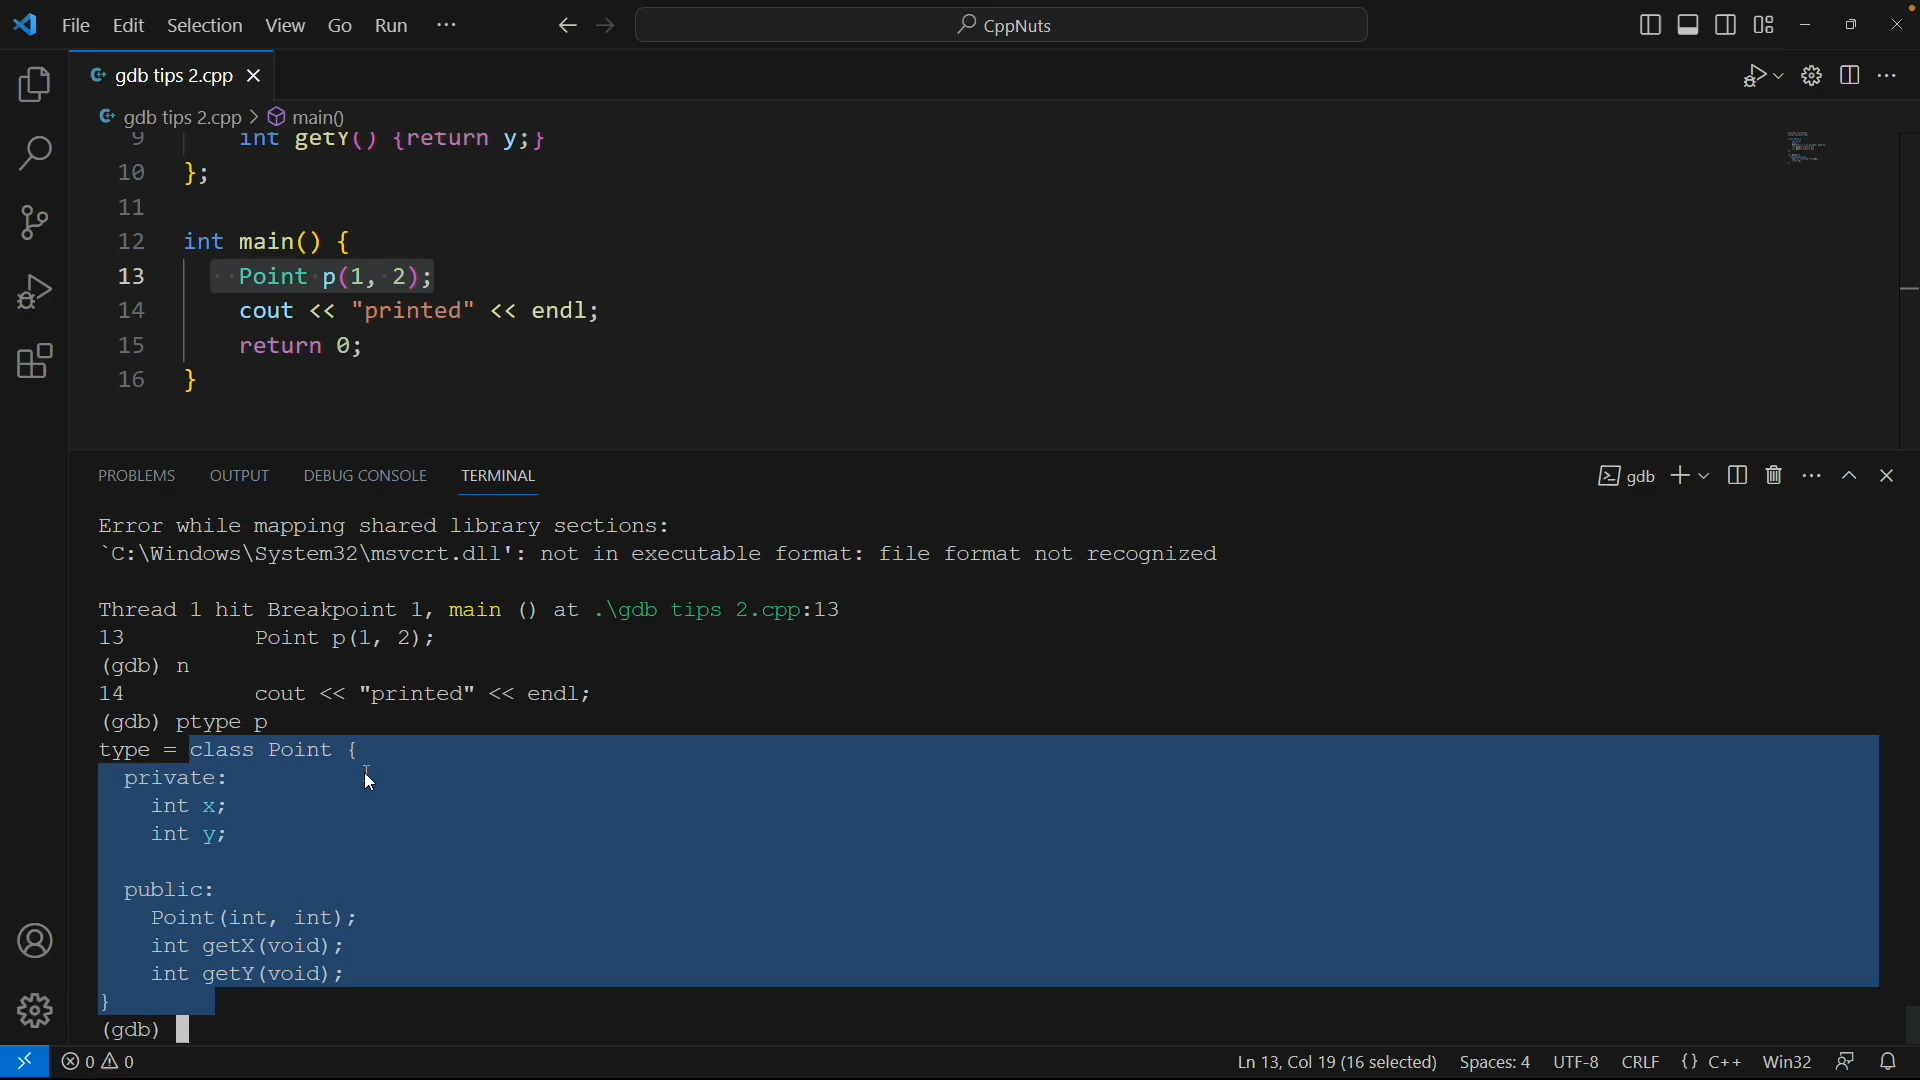 File Edit Selection View Go Run ··· CppNuts
gdb tips 2.cpp
gdb tips 2.cpp > main()
9 int getY() {return y;}
10 };
11
12 int main() {
13 Point p(1, 2);
14 cout << "printed" << endl;
15 return 0;
16 }
PROBLEMS OUTPUT DEBUG CONSOLE TERMINAL gdb
Error while mapping shared library sections:
`C:\Windows\System32\msvcrt.dll': not in executable format: file format not recognized
Thread 1 hit Breakpoint 1, main () at .\gdb tips 2.cpp:13
13 Point p(1, 2);
(gdb) n
14 cout << "printed" << endl;
(gdb) ptype p
type = class Point {
private:
int x;
int y;
public:
Point(int, int);
int getX(void);
int getY(void);
}
(gdb)
0 0 Ln 13, Col 19 (16 selected) Spaces: 4 UTF-8 CRLF {} C++ Win32